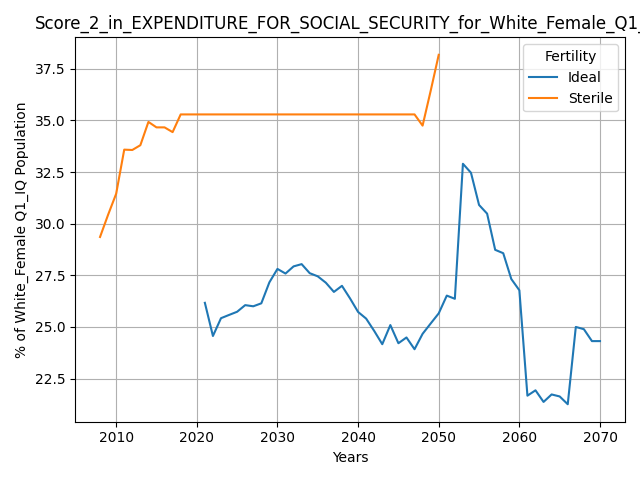 Score_2_in_EXPENDITURE_FOR_SOCIAL_SECURITY_for_White_Female_Q1_
Fertility
Ideal
Sterile
% of White_Female Q1_IQ Population
37.5
35.0
32.5
30.0
27.5
25.0
22.5
2010 2020 2030 2040 2050 2060 2070
Years